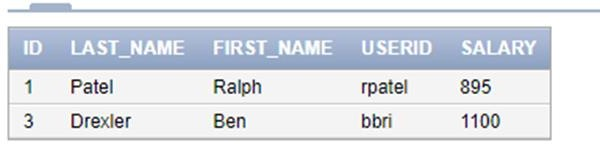 ID LAST_NAME FIRST_NAME USERID SALARY
1 Patel Ralph rpatel 895
3 Drexler Ben bbri 1100